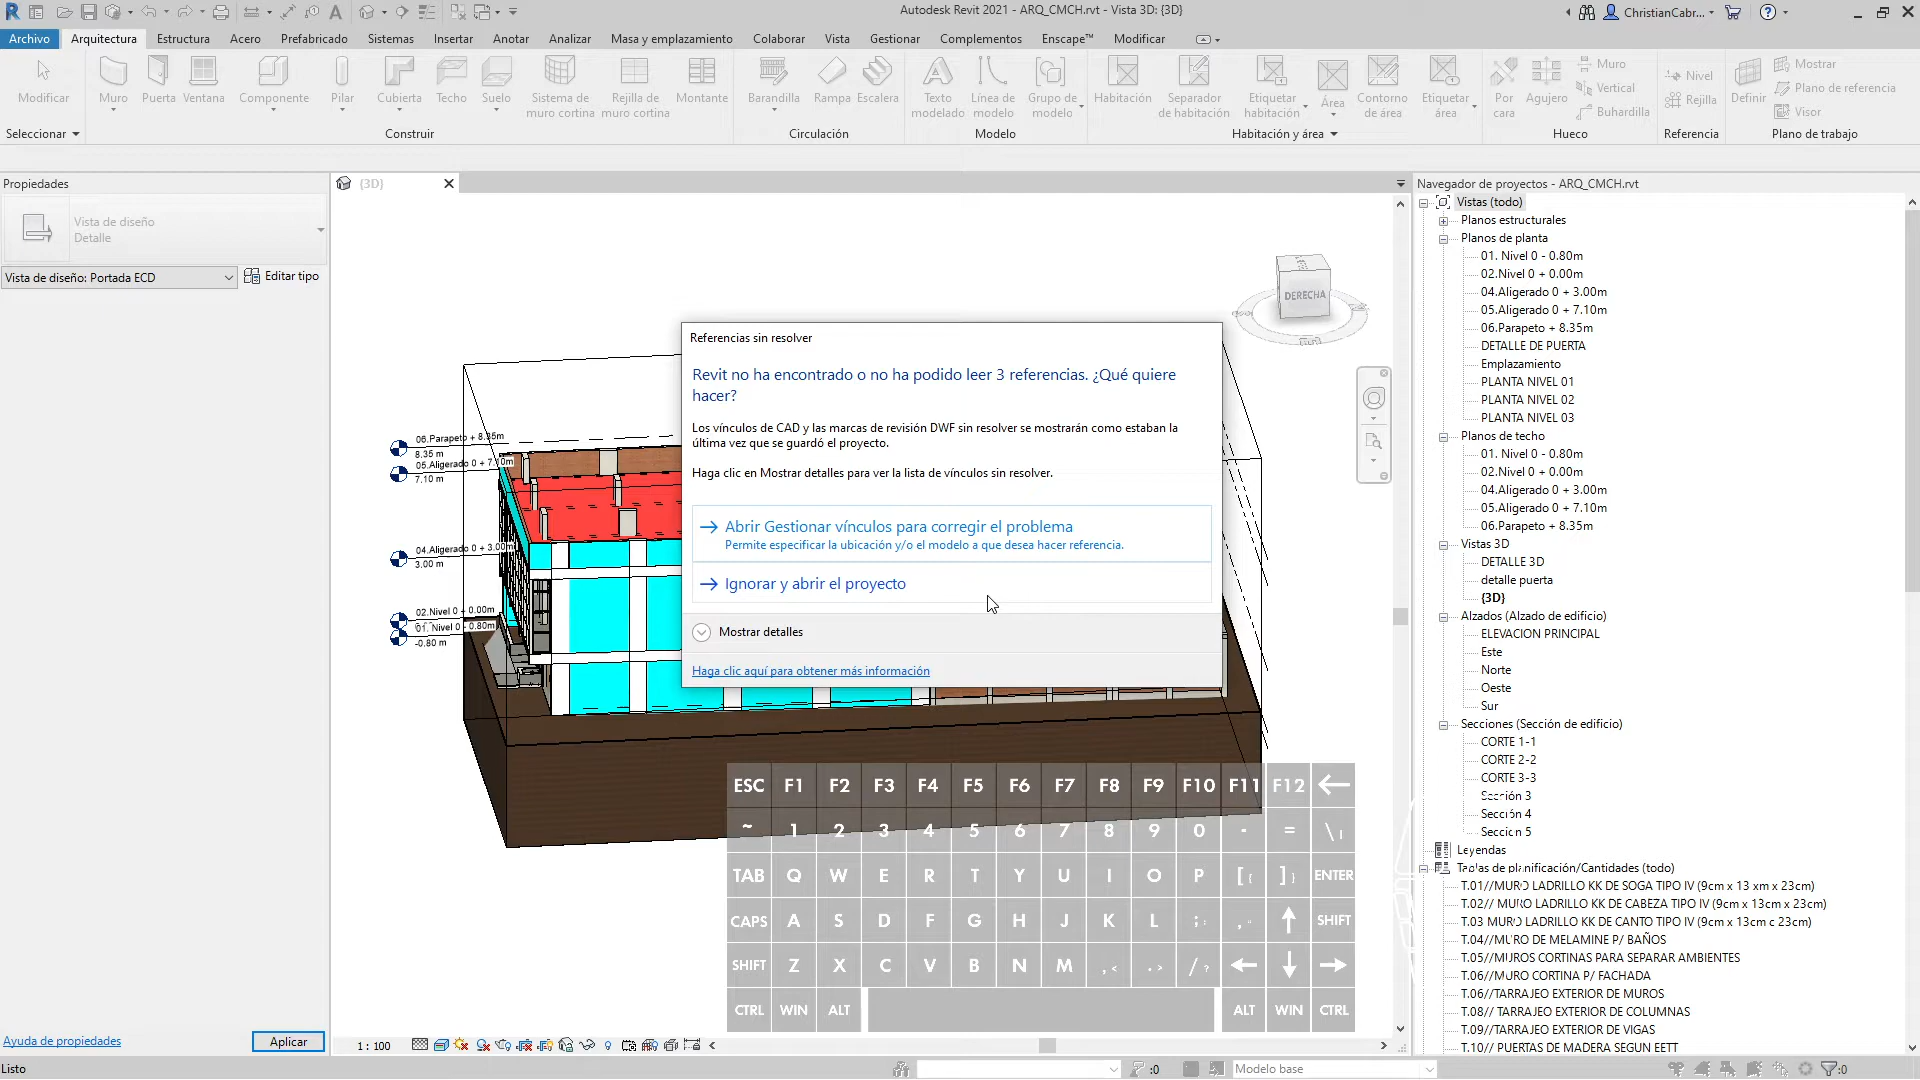 Autodesk Revit 2021 - ARQ_CMCH.rvt - Vista 3D: {3D}
ChristianCabr...
Archivo
Arquitectura
Estructura
Acero
Prefabricado
Sistemas
Insertar
Anotar
Analizar
Masa y emplazamiento
Colaborar
Vista
Gestionar
Complementos
Enscape™
Modificar
Modificar
Muro
Puerta
Ventana
Componente
Pilar
Cubierta
Techo
Suelo
Sistema de
muro cortina
Rejilla de
muro cortina
Montante
Barandilla
Rampa
Escalera
Texto
modelado
Línea de
modelo
Grupo de
modelo
Habitación
Separador
de habitación
Etiquetar
habitación
Área
Contorno
de área
Etiquetar
área
Por
cara
Agujero
Muro
Vertical
Buhardilla
Nivel
Rejilla
Definir
Mostrar
Plano de referencia
Visor
Seleccionar
Construir
Circulación
Modelo
Habitación y área
Hueco
Referencia
Plano de trabajo
Propiedades
Vista de diseño
Detalle
Vista de diseño: Portada ECD
Editar tipo
{3D}
DERECHA
06.Parapeto + 8.35m
8.35 m
05.Aligerado 0 + 7.10m
7.10 m
04.Aligerado 0 + 3.00m
3.00 m
02.Nivel 0 + 0.00m
01. Nivel 0 - 0.80m
-0.80 m
Referencias sin resolver
Revit no ha encontrado o no ha podido leer 3 referencias. ¿Qué quiere
hacer?
Los vínculos de CAD y las marcas de revisión DWF sin resolver se mostrarán como estaban la
última vez que se guardó el proyecto.
Haga clic en Mostrar detalles para ver la lista de vínculos sin resolver.
Abrir Gestionar vínculos para corregir el problema
Permite especificar la ubicación y/o el modelo a que desea hacer referencia.
Ignorar y abrir el proyecto
Mostrar detalles
Haga clic aquí para obtener más información
ESC F1 F2 F3 F4 F5 F6 F7 F8 F9 F10 F11 F12
~ 1 2 3 4 5 6 7 8 9 0 - = \ |
TAB Q W E R T Y U I O P [ { ] } ENTER
CAPS A S D F G H J K L ; : , " SHIFT
SHIFT Z X C V B N M , < . > / ?
CTRL WIN ALT ALT WIN CTRL
Navegador de proyectos - ARQ_CMCH.rvt
Vistas (todo)
Planos estructurales
Planos de planta
01. Nivel 0 - 0.80m
02.Nivel 0 + 0.00m
04.Aligerado 0 + 3.00m
05.Aligerado 0 + 7.10m
06.Parapeto + 8.35m
DETALLE DE PUERTA
Emplazamiento
PLANTA NIVEL 01
PLANTA NIVEL 02
PLANTA NIVEL 03
Planos de techo
01. Nivel 0 - 0.80m
02.Nivel 0 + 0.00m
04.Aligerado 0 + 3.00m
05.Aligerado 0 + 7.10m
06.Parapeto + 8.35m
Vistas 3D
DETALLE 3D
detalle puerta
{3D}
Alzados (Alzado de edificio)
ELEVACION PRINCIPAL
Este
Norte
Oeste
Sur
Secciones (Sección de edificio)
CORTE 1-1
CORTE 2-2
CORTE 3-3
Sección 3
Sección 4
Sección 5
Leyendas
Tablas de planificación/Cantidades (todo)
T.01//MURO LADRILLO KK DE SOGA TIPO IV (9cm x 13 xm x 23cm)
T.02// MURO LADRILLO KK DE CABEZA TIPO IV (9cm x 13cm x 23cm)
T.03 MURO LADRILLO KK DE CANTO TIPO IV (9cm x 13cm c 23cm)
T.04//MURO DE MELAMINE P/ BAÑOS
T.05//MUROS CORTINAS PARA SEPARAR AMBIENTES
T.06//MURO CORTINA P/ FACHADA
T.06//TARRAJEO EXTERIOR DE MUROS
T.08// TARRAJEO EXTERIOR DE COLUMNAS
T.09//TARRAJEO EXTERIOR DE VIGAS
T.10// PUERTAS DE MADERA SEGUN EETT
Ayuda de propiedades
Aplicar
1 : 100
Listo
:0
Modelo base
:0